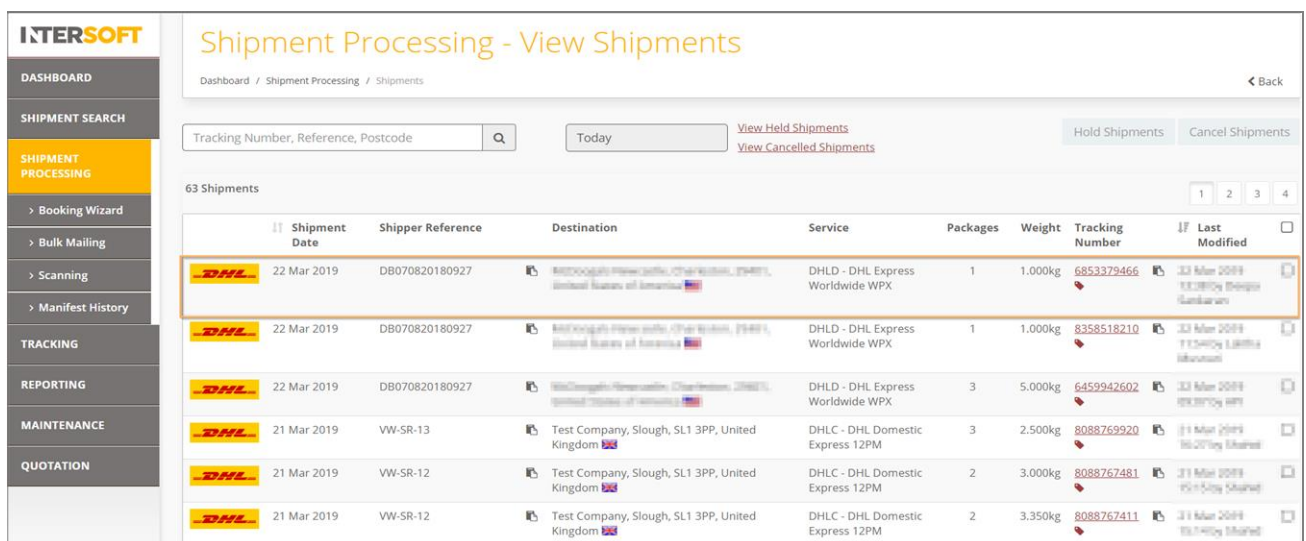 INTERSOFT
Shipment Processing - View Shipments
DASHBOARD
Dashboard / Shipment Processing / Shipments
Back
SHIPMENT SEARCH
Tracking Number, Reference, Postcode
Today
View Held Shipments
View Cancelled Shipments
Hold Shipments
Cancel Shipments
SHIPMENT
PROCESSING
> Booking Wizard
> Bulk Mailing
> Scanning
> Manifest History
TRACKING
REPORTING
MAINTENANCE
QUOTATION
63 Shipments
1 2 3 4
Shipment Shipper Reference Destination Service Packages Weight Tracking Last
Date Number Modified
DHL 22 Mar 2019 DB070820180927 DHLD - DHL Express 1 1.000kg 6853379466
Worldwide WPX
DHL 22 Mar 2019 DB070820180927 DHLD - DHL Express 1 1.000kg 8358518210
Worldwide WPX
DHL 22 Mar 2019 DB070820180927 DHLD - DHL Express 3 5.000kg 6459942602
Worldwide WPX
DHL 21 Mar 2019 VW-SR-13 Test Company, Slough, SL1 3PP, United DHLC - DHL Domestic 3 2.500kg 8088769920
Kingdom Express 12PM
DHL 21 Mar 2019 VW-SR-12 Test Company, Slough, SL1 3PP, United DHLC - DHL Domestic 2 3.000kg 8088767481
Kingdom Express 12PM
DHL 21 Mar 2019 VW-SR-12 Test Company, Slough, SL1 3PP, United DHLC - DHL Domestic 2 3.350kg 8088767411
Kingdom Express 12PM